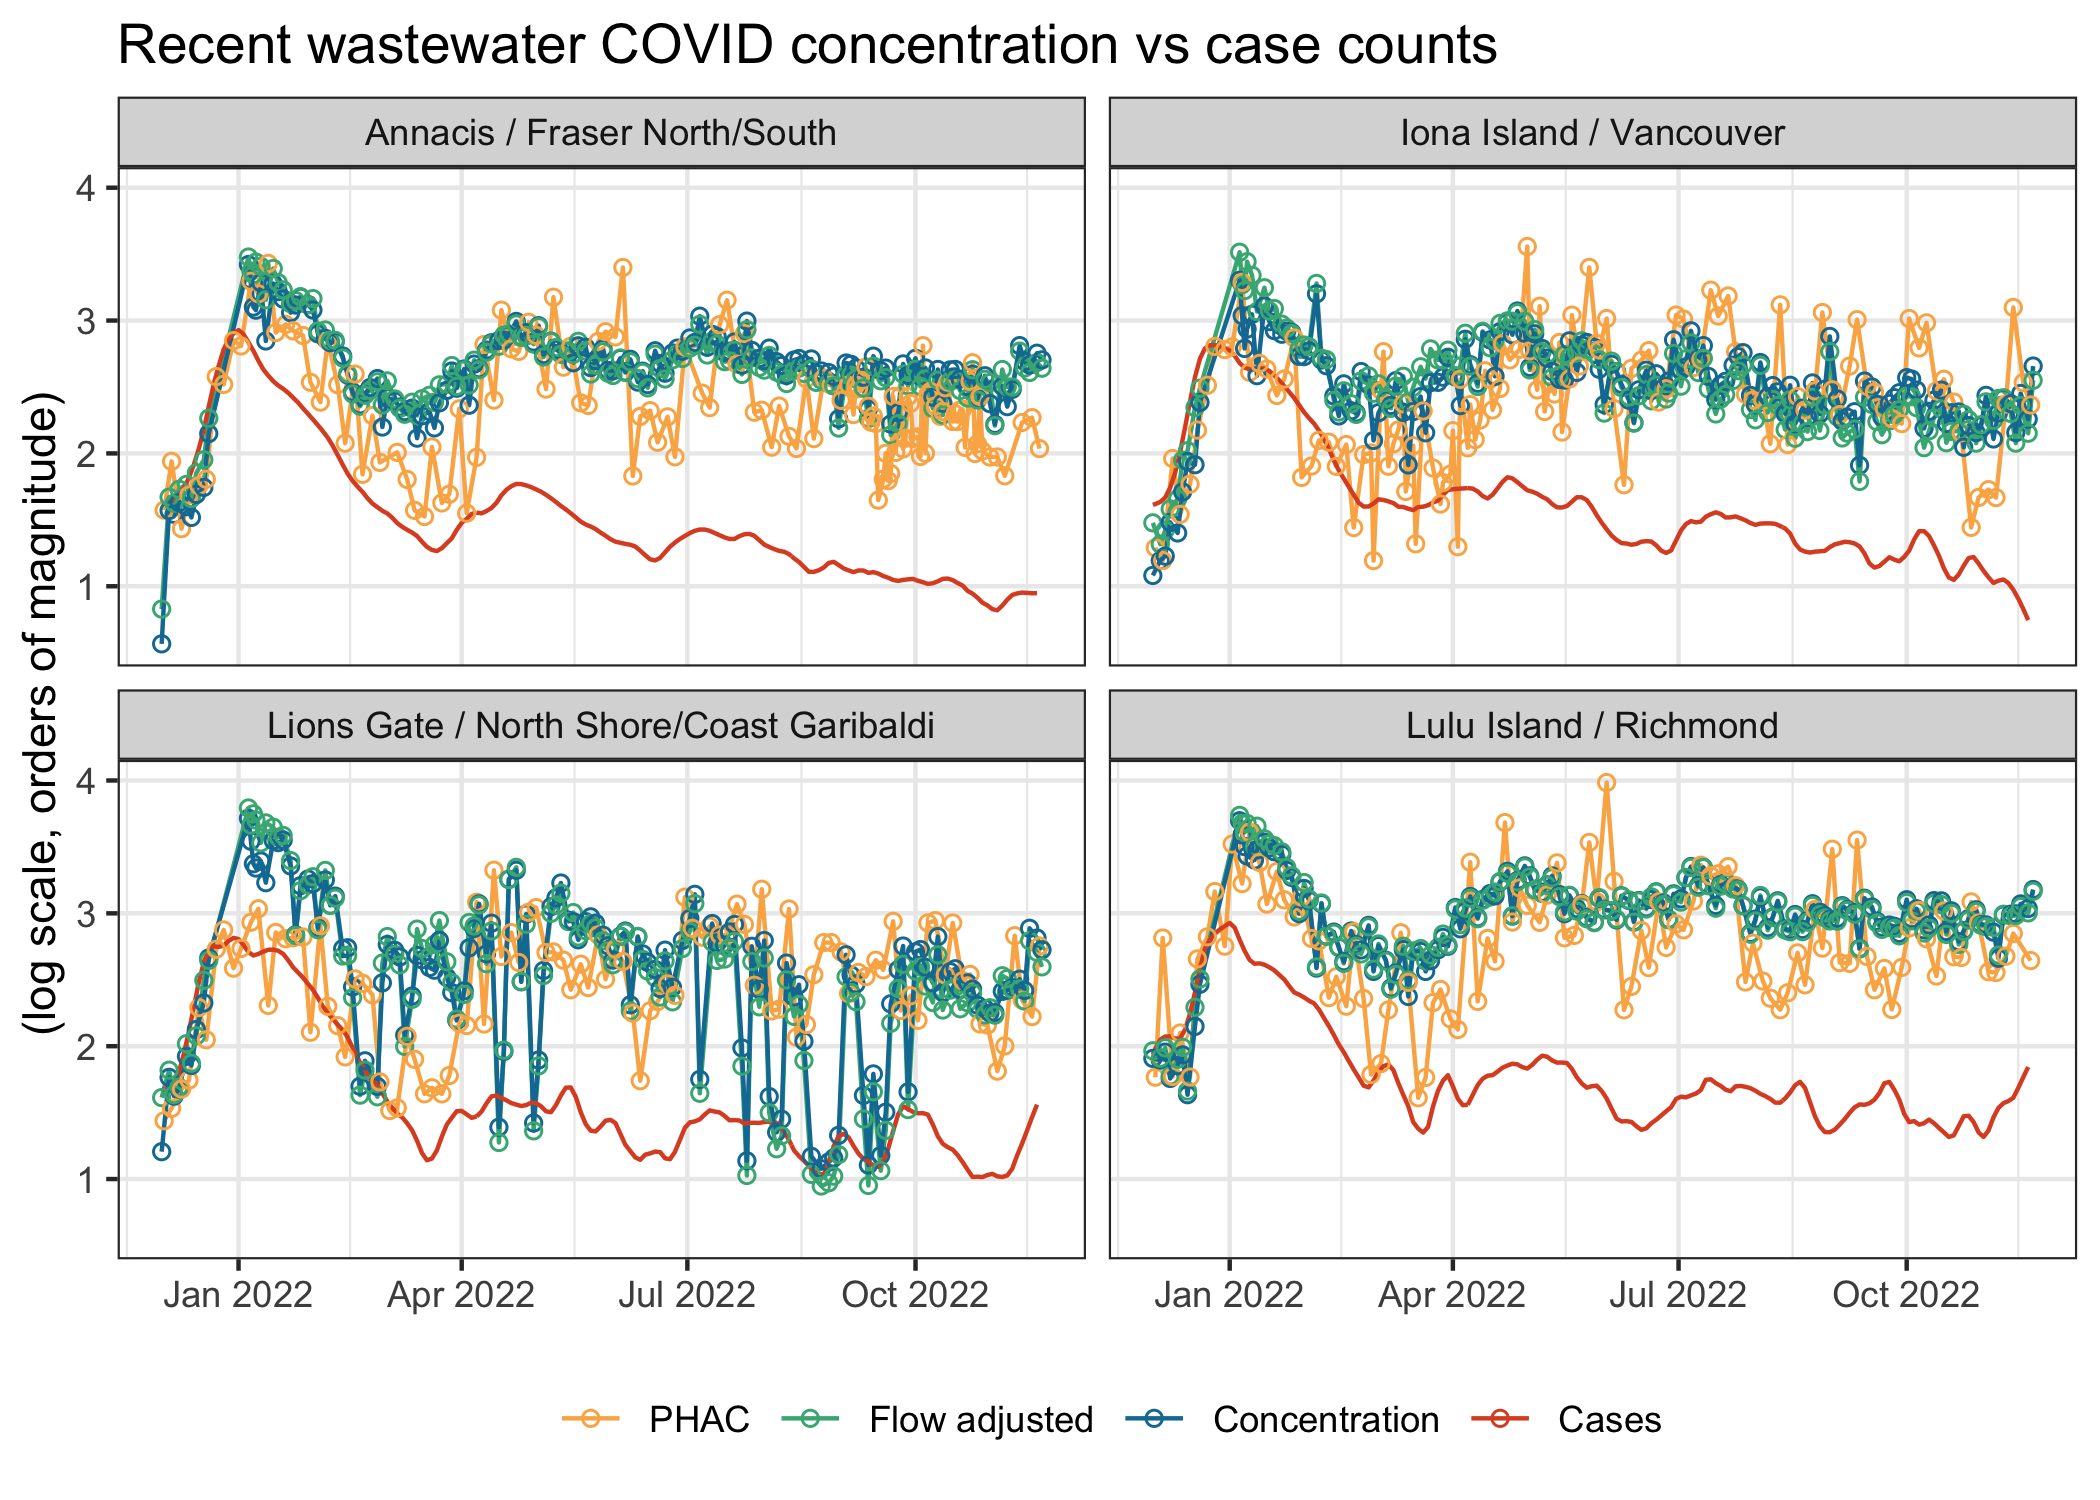 Recent wastewater COVID concentration vs case counts
Annacis / Fraser North/South
Iona Island / Vancouver
4
3
2
1
(log scale, orders of magnitude)
Lions Gate / North Shore/Coast Garibaldi
Lulu Island / Richmond
4
3
2
1
Jan 2022 Apr 2022 Jul 2022 Oct 2022
Jan 2022 Apr 2022 Jul 2022 Oct 2022
PHAC Flow adjusted Concentration Cases